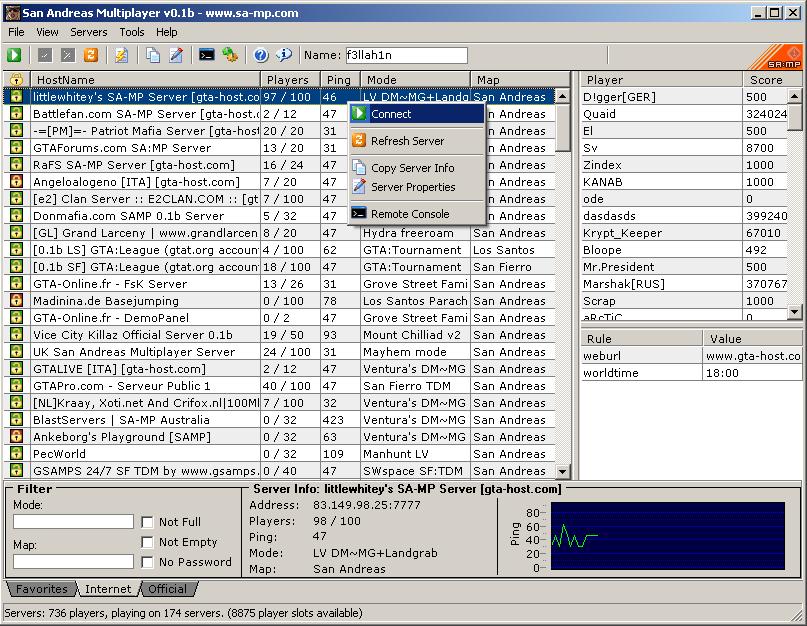 San Andreas Multiplayer v0.1b - www.sa-mp.com
File View Servers Tools Help
Name: f3llah1n
SA:MP
HostName Players Ping Mode Map
littlewhitey's SA-MP Server [gta-host.com] 97 / 100 46 LV DM~MG+Landg San Andreas
Battlefan.com SA-MP Server [gta-host.com] 2 / 12 47 San Andreas
-=[PM]=- Patriot Mafia Server [gta-host 20 / 20 31 San Andreas
GTAForums.com SA:MP Server 13 / 20 31 San Andreas
RaFS SA-MP Server [gta-host.com] 16 / 24 47 San Andreas
Angeloalogeno [ITA] [gta-host.com] 7 / 20 47 San Andreas
[e2] Clan Server :: E2CLAN.COM :: [gt 7 / 100 47 San Andreas
Donmafia.com SAMP 0.1b Server 5 / 32 47 San Andreas
[GL] Grand Larceny | www.grandlarcen 8 / 20 47 Hydra freeroam San Andreas
[0.1b LS] GTA:League (gtat.org accoun 4 / 100 62 GTA:Tournament Los Santos
[0.1b SF] GTA:League (gtat.org accoun 18 / 100 47 GTA:Tournament San Fierro
GTA-Online.fr - FsK Server 13 / 26 31 Grove Street Fami San Andreas
Madinina.de Basejumping 0 / 100 78 Los Santos Parach San Andreas
GTA-Online.fr - DemoPanel 0 / 2 47 Grove Street Fami San Andreas
Vice City Killaz Official Server 0.1b 19 / 50 93 Mount Chilliad v2 San Andreas
UK San Andreas Multiplayer Server 24 / 100 31 Mayhem mode San Andreas
GTALIVE [ITA] [gta-host.com] 2 / 12 47 Ventura's DM~MG San Andreas
GTAPro.com - Serveur Public 1 40 / 100 47 San Fierro TDM San Andreas
[NL]Kraay, Xoti.net And Crifox.nl|100Ml 7 / 100 32 Ventura's DM~MG San Andreas
BlastServers | SA-MP Australia 0 / 32 423 Ventura's DM~MG San Andreas
Ankeborg's Playground [SAMP] 0 / 32 63 Ventura's DM~MG San Andreas
PecWorld 0 / 32 109 Manhunt LV San Andreas
GSAMPS 24/7 SF TDM by www.gsamps. 0 / 40 47 SWspace SF:TDM San Andreas
Connect
Refresh Server
Copy Server Info
Server Properties
Remote Console
Player Score
D!gger[GER] 500
Quaid 324024
El 500
Sv 8700
Zindex 1000
KANAB 1000
ode 0
dasdasds 399240
Krypt_Keeper 67010
Bloope 492
Mr.President 500
Marshak[RUS] 370767
Scrap 1000
aRcTiC 0
Rule Value
weburl www.gta-host.co
worldtime 18:00
Filter
Mode:
Map:
Not Full
Not Empty
No Password
Server Info: littlewhitey's SA-MP Server [gta-host.com]
Address: 83.149.98.25:7777
Players: 98 / 100
Ping: 47
Mode: LV DM~MG+Landgrab
Map: San Andreas
Ping
80
60
40
20
0
Favorites Internet Official
Servers: 736 players, playing on 174 servers. (8875 player slots available)